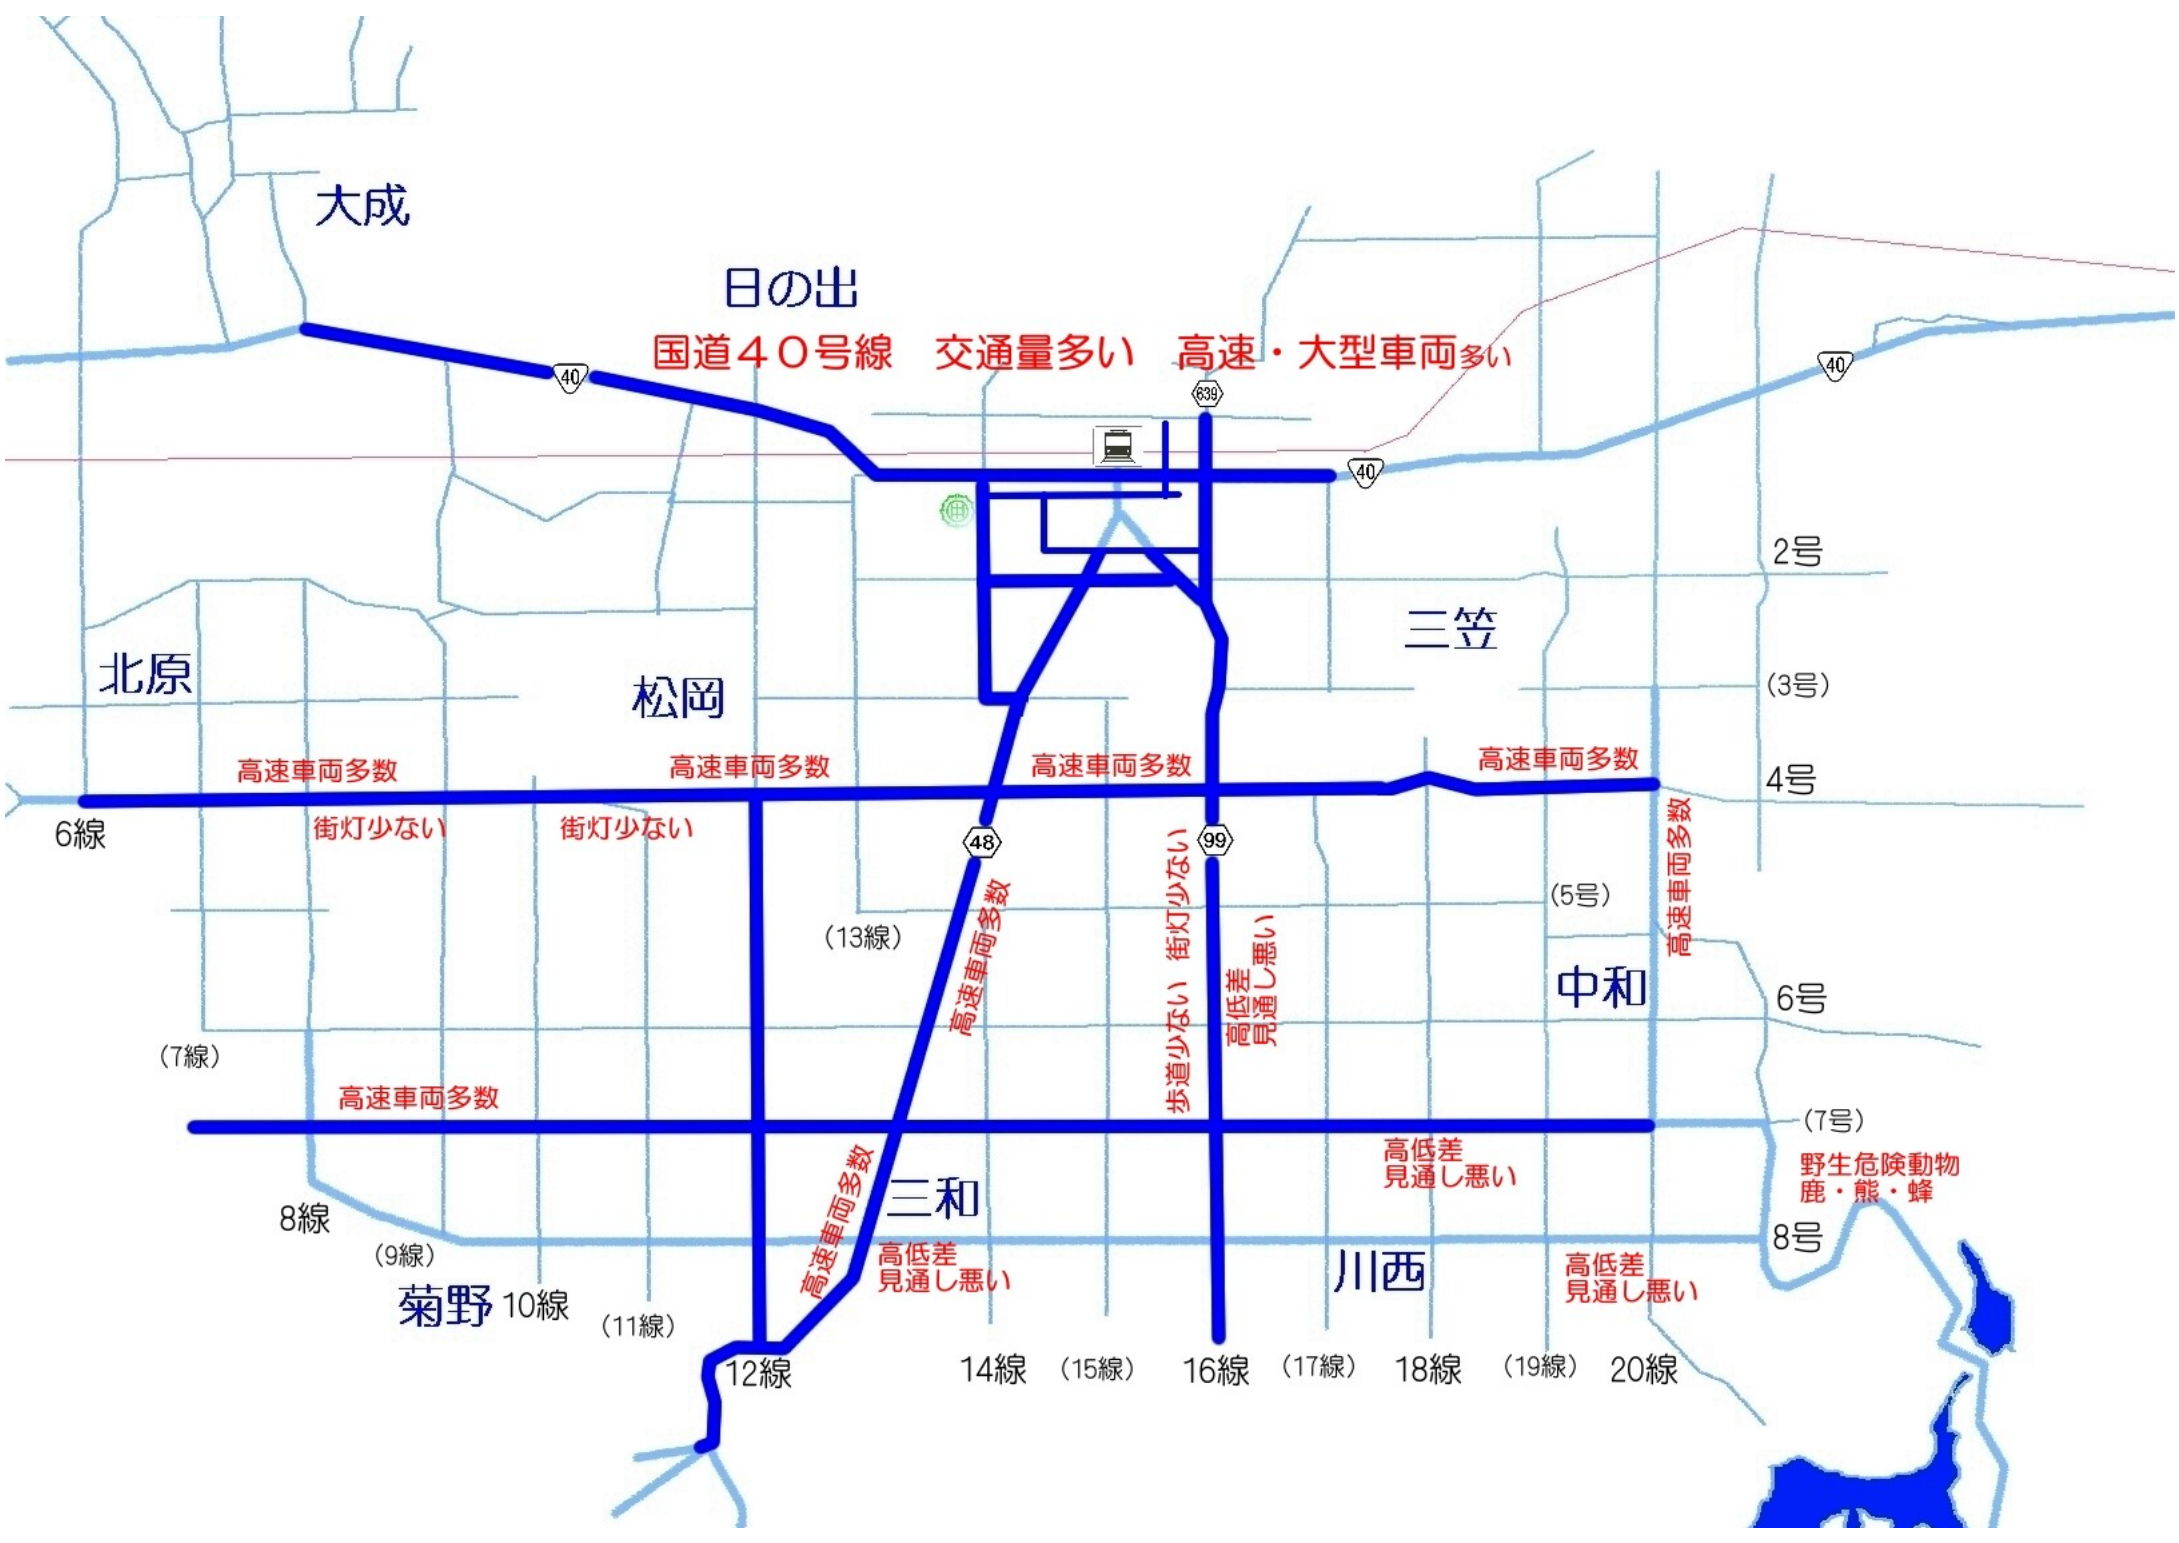 大成
日の出
国道４０号線　交通量多い　高速・大型車両多い
40
40
639
40
2号
三笠
北原
松岡
(3号)
高速車両多数
高速車両多数
高速車両多数
高速車両多数
4号
6線
街灯少ない
街灯少ない
48
99
高速車両多数
高速車両多数
歩道少ない　街灯少ない
高低差
見通し悪い
(5号)
(13線)
中和
6号
(7線)
高速車両多数
(7号)
高低差
見通し悪い
野生危険動物
鹿・熊・蜂
三和
高速車両多数
8線
(9線)
8号
高低差
見通し悪い
川西
高低差
見通し悪い
菊野
10線
(11線)
12線
14線
(15線)
16線
(17線)
18線
(19線)
20線